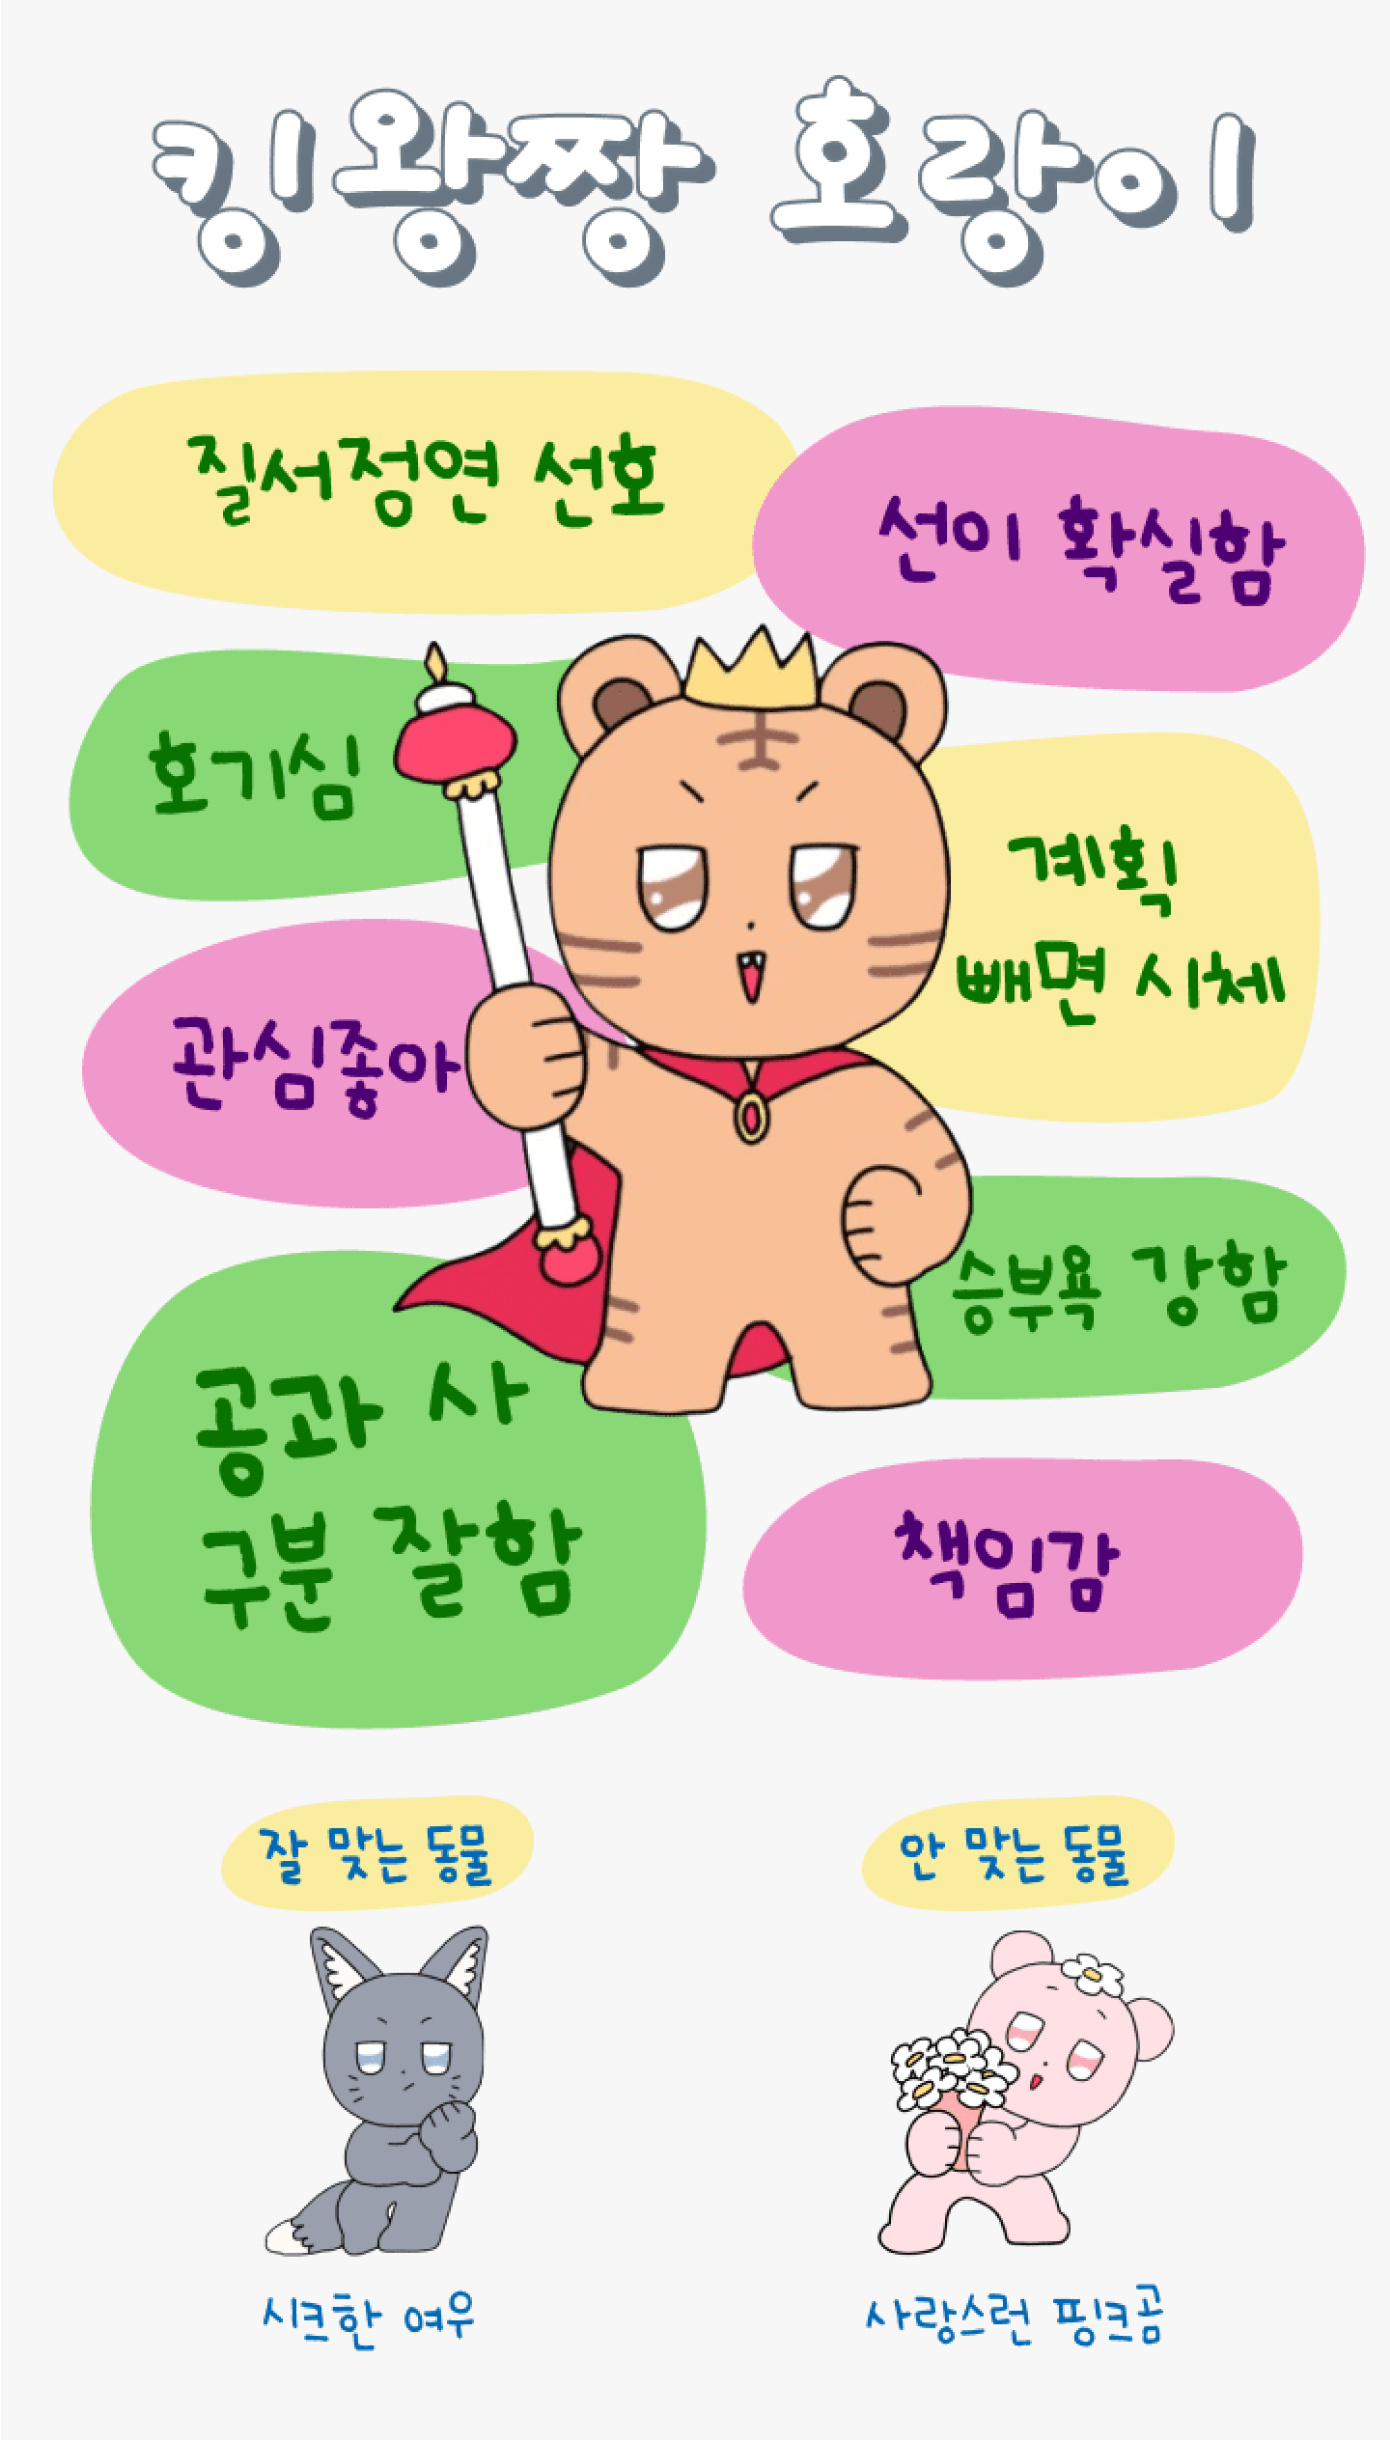 킹왕짱 호랑이
질서정연 선호
선이 확실함
호기심
계획
빼면 시체
관심좋아
승부욕 강함
공과 사
구분 잘함
책임감
잘 맞는 동물
안 맞는 동물
시크한 여우
사랑스런 핑크곰